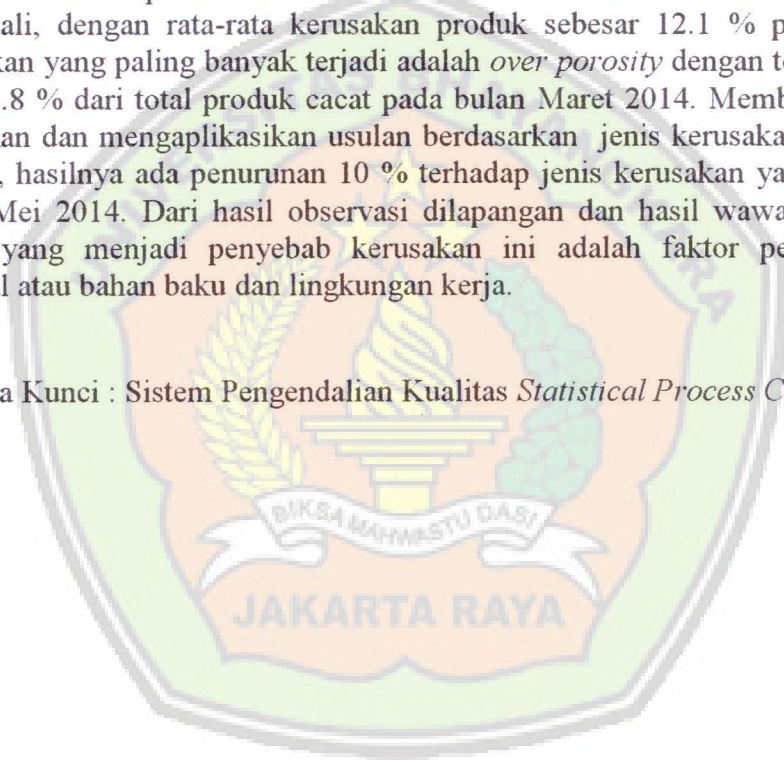 ali, dengan rata-rata kerusakan produk sebesar 12.1 % p
kan yang paling banyak terjadi adalah over porosity dengan t
.8 % dari total produk cacat pada bulan Maret 2014. Memb
kan dan mengaplikasikan usulan berdasarkan jenis kerusaka
, hasilnya ada penurunan 10 % terhadap jenis kerusakan ya
Mei 2014. Dari hasil observasi dilapangan dan hasil wawa
yang menjadi penyebab kerusakan ini adalah faktor pe
l atau bahan baku dan lingkungan kerja.
a Kunci : Sistem Pengendalian Kualitas Statistical Process C
UNIVERSITAS BHAYANGKARA
BIKSA MAHWASTU DASI
JAKARTA RAYA